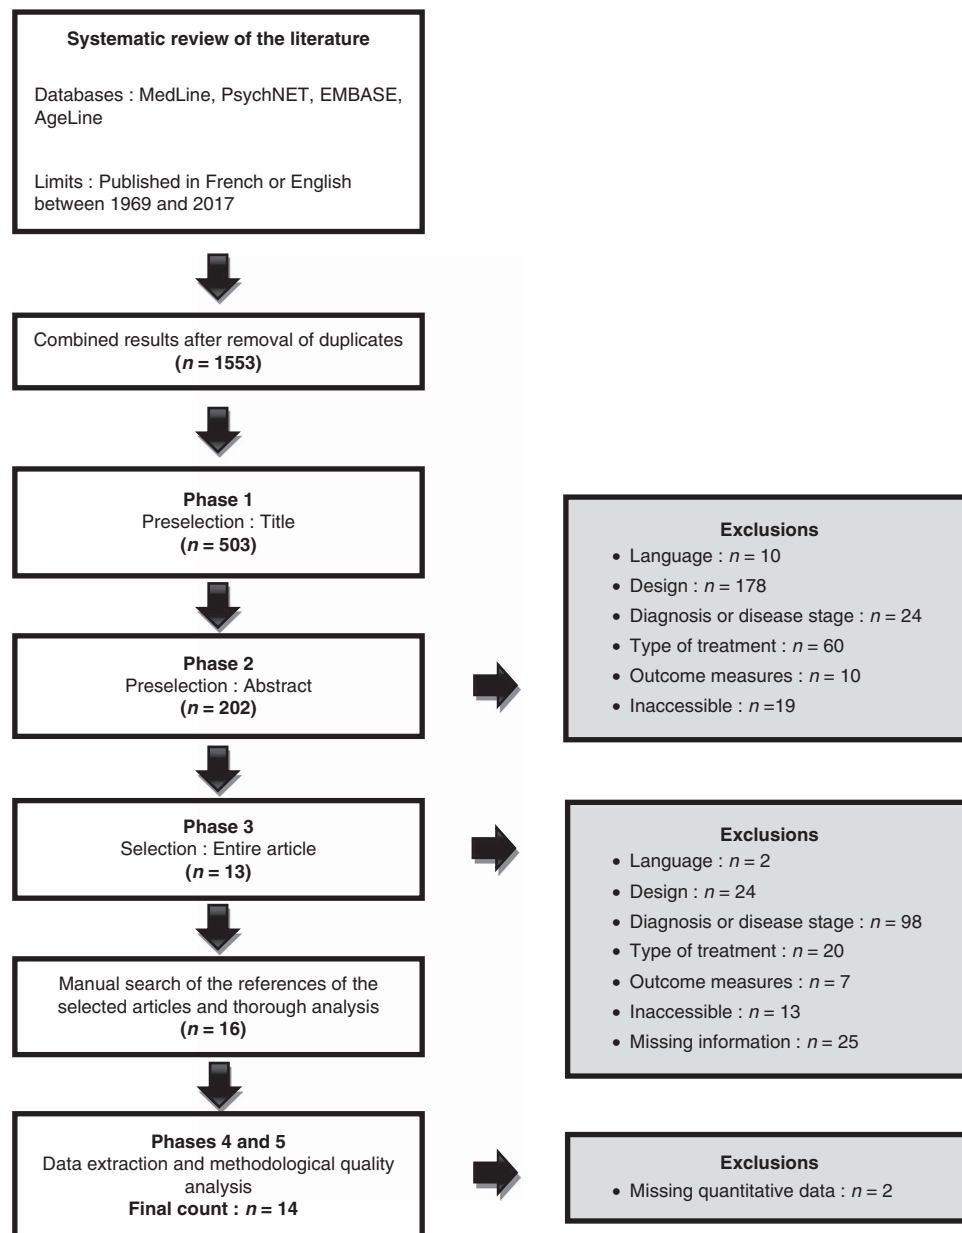 Systematic review of the literature
Databases : MedLine, PsychNET, EMBASE,
AgeLine
Limits : Published in French or English
between 1969 and 2017
Combined results after removal of duplicates
(n = 1553)
Phase 1
Preselection : Title
(n = 503)
Phase 2
Preselection : Abstract
(n = 202)
Exclusions
• Language : n = 10
• Design : n = 178
• Diagnosis or disease stage : n = 24
• Type of treatment : n = 60
• Outcome measures : n = 10
• Inaccessible : n =19
Phase 3
Selection : Entire article
(n = 13)
Exclusions
• Language : n = 2
• Design : n = 24
• Diagnosis or disease stage : n = 98
• Type of treatment : n = 20
• Outcome measures : n = 7
• Inaccessible : n = 13
• Missing information : n = 25
Manual search of the references of the
selected articles and thorough analysis
(n = 16)
Phases 4 and 5
Data extraction and methodological quality
analysis
Final count : n = 14
Exclusions
• Missing quantitative data : n = 2